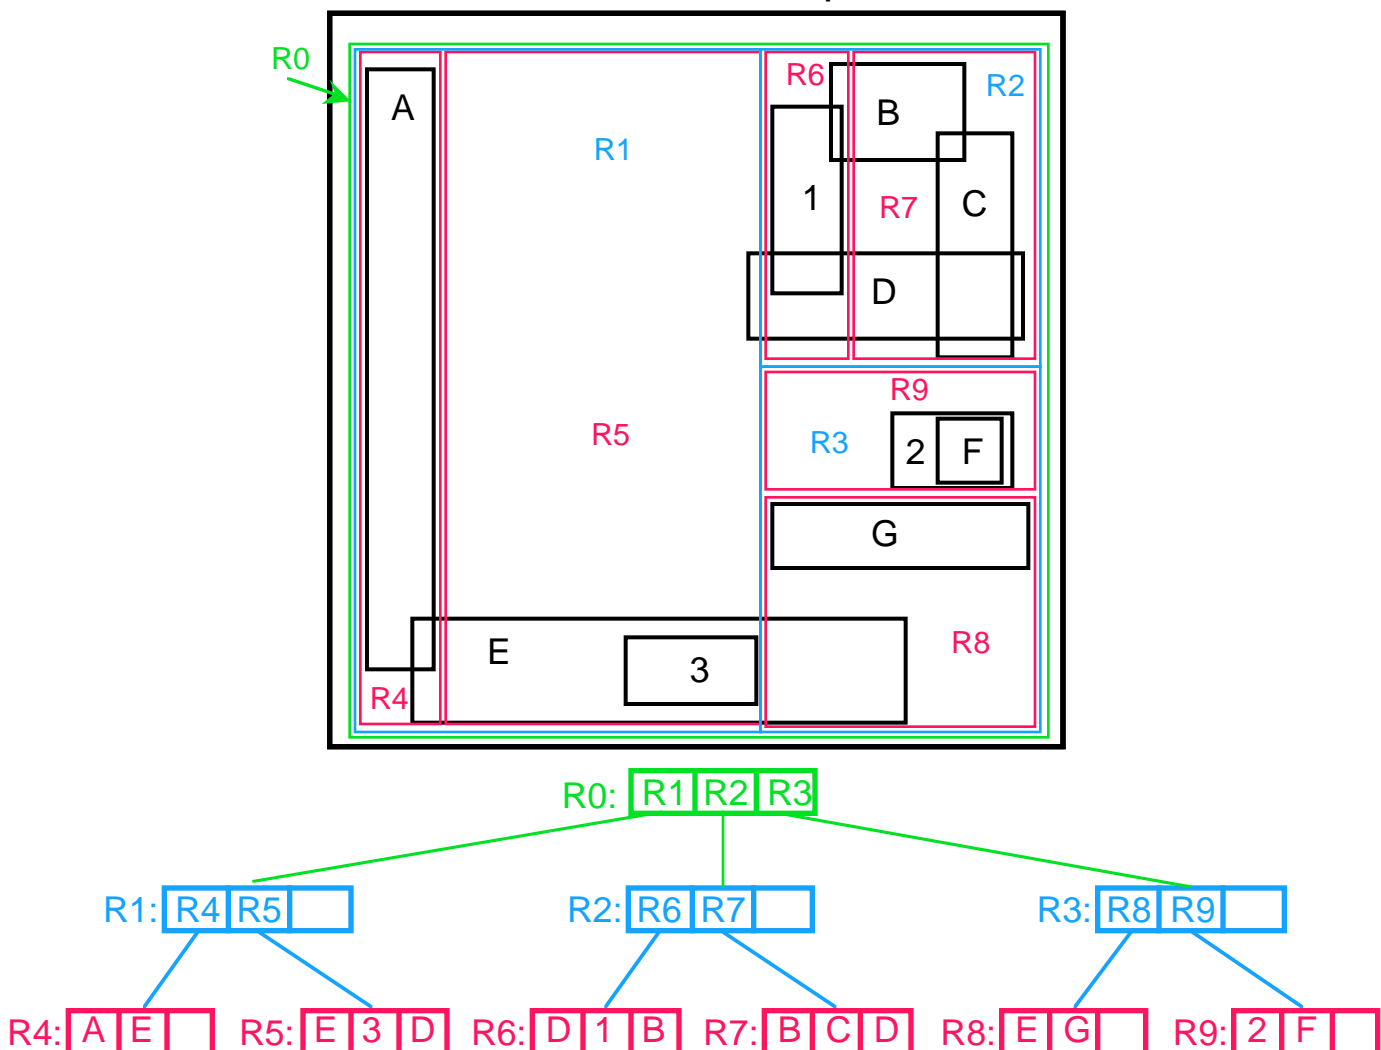 R0
A
R6
B
R2
R1
1
R7
C
D
R9
R5
R3
2
F
G
E
3
R8
R4
R0: R1 R2 R3
R1: R4 R5
R2: R6 R7
R3: R8 R9
R4: A E
R5: E 3 D
R6: D 1 B
R7: B C D
R8: E G
R9: 2 F